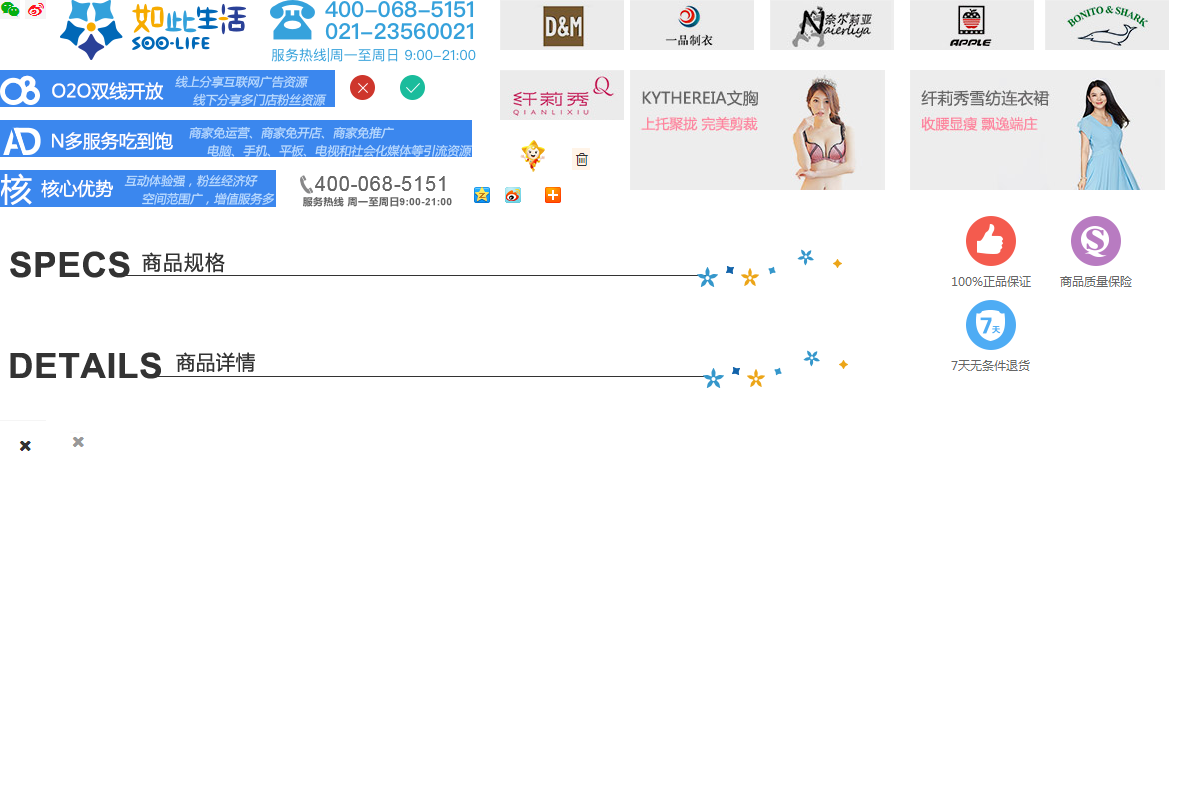 如此生活
SOO-LIFE
400-068-5151
021-23560021
服务热线|周一至周日 9:00-21:00
D&M
一品制衣
奈尔莉亚
Naierliya
APPLE
BONITO & SHARK
O2O双线开放
线上分享互联网广告资源
线下分享多门店粉丝资源
纤莉秀
QIANLIXIU
KYTHEREIA文胸
上托聚拢 完美剪裁
纤莉秀雪纺连衣裙
收腰显瘦 飘逸端庄
AD N多服务吃到饱
商家免运营、商家免开店、商家免推广
电脑、手机、平板、电视和社会化媒体等引流资源
核 核心优势
互动体验强，粉丝经济好
空间范围广，增值服务多
400-068-5151
服务热线 周一至周日9:00-21:00
SPECS 商品规格
100%正品保证
商品质量保险
7天
7天无条件退货
DETAILS 商品详情